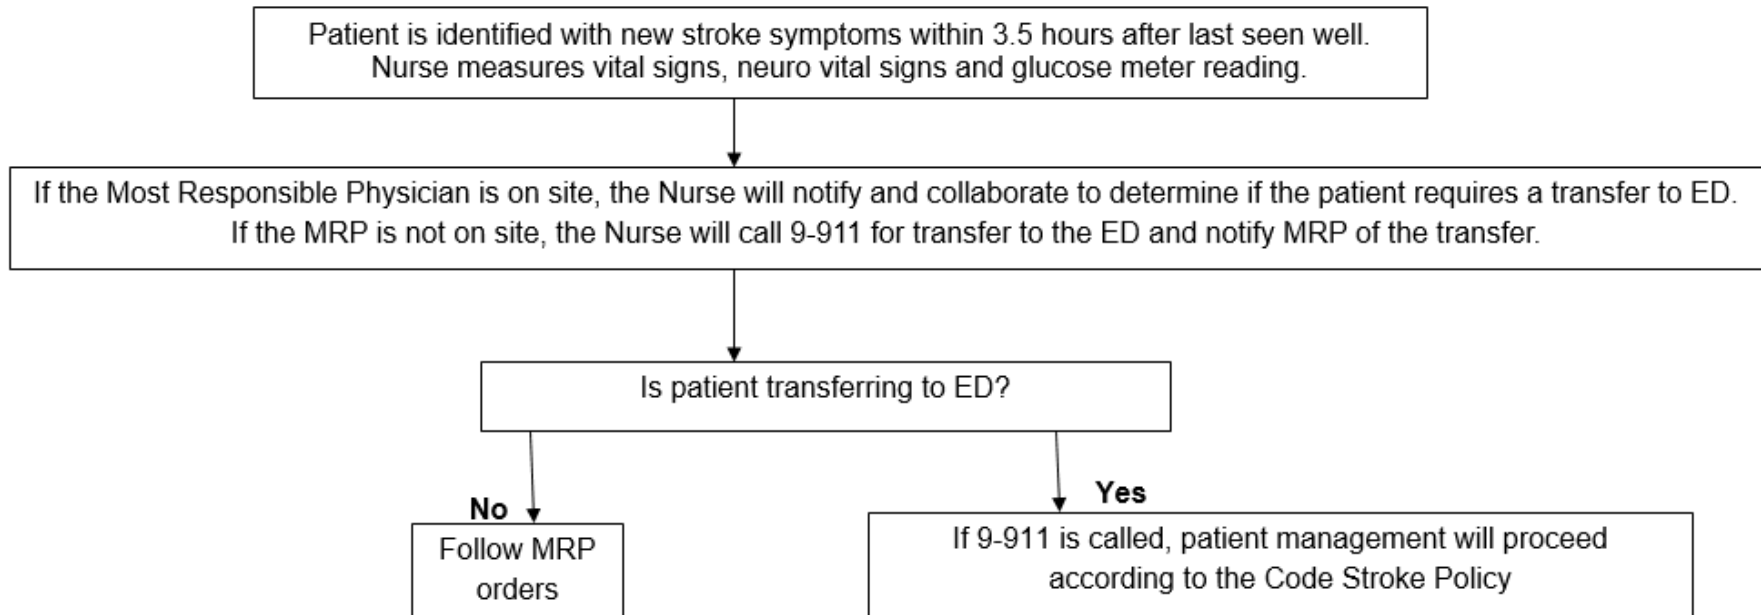 Patient is identified with new stroke symptoms within 3.5 hours after last seen well.
Nurse measures vital signs, neuro vital signs and glucose meter reading.
If the Most Responsible Physician is on site, the Nurse will notify and collaborate to determine if the patient requires a transfer to ED.
If the MRP is not on site, the Nurse will call 9-911 for transfer to the ED and notify MRP of the transfer.
Is patient transferring to ED?
No
Follow MRP
orders
Yes
If 9-911 is called, patient management will proceed
according to the Code Stroke Policy